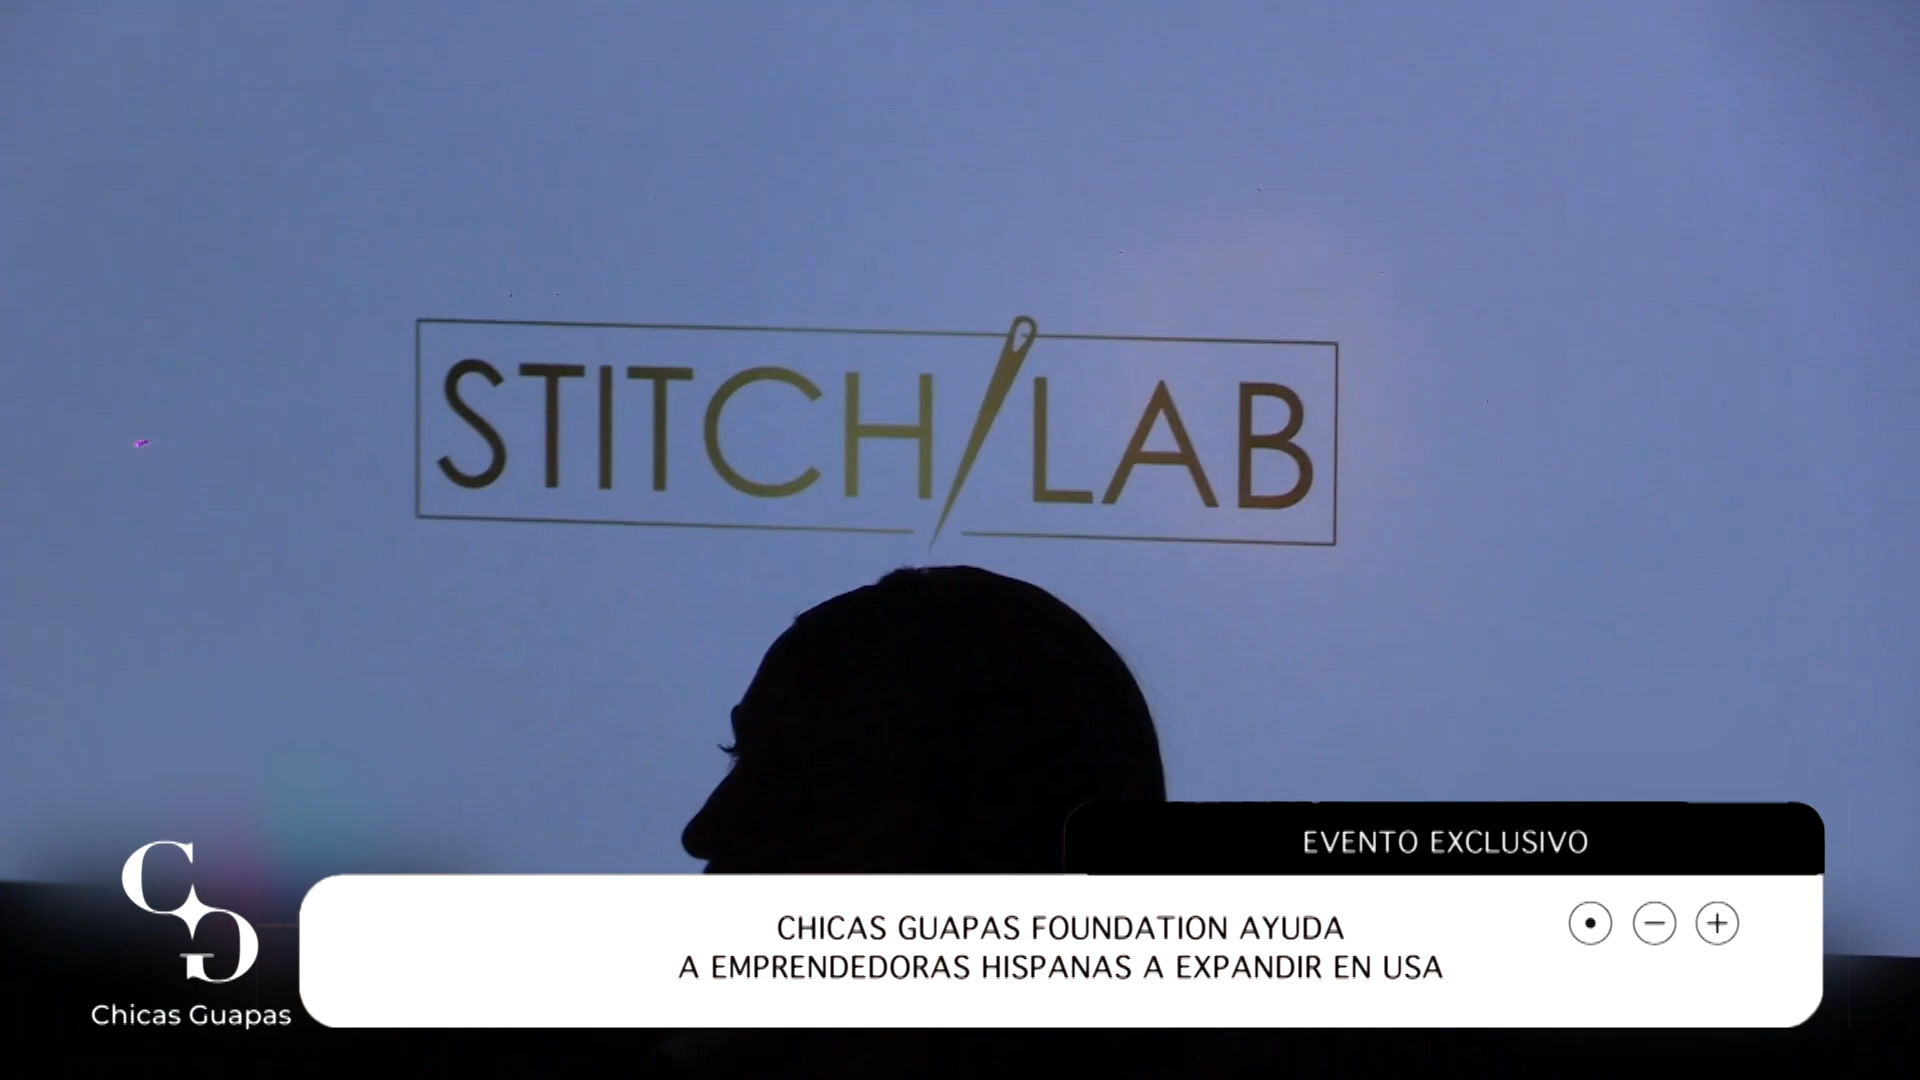 STITCH/LAB
EVENTO EXCLUSIVO
CHICAS GUAPAS FOUNDATION AYUDA
A EMPRENDEDORAS HISPANAS A EXPANDIR EN USA
CG
Chicas Guapas